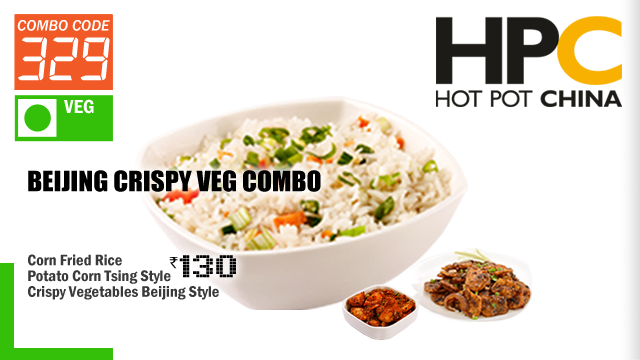 COMBO CODE
329
VEG
HPC
HOT POT CHINA
BEIJING CRISPY VEG COMBO
Corn Fried Rice
Potato Corn Tsing Style ₹130
Crispy Vegetables Beijing Style